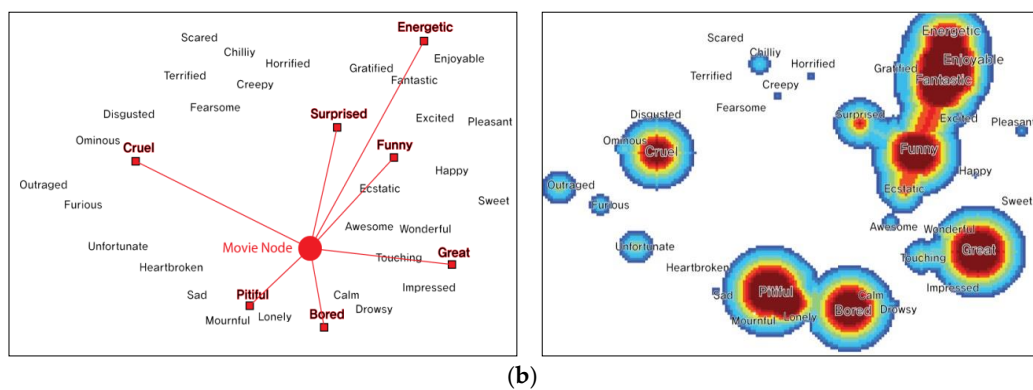 Energetic
Scared
Chilliy
Enjoyable
Horrified
Gratified
Terrified
Creepy
Fantastic
Fearsome
Disgusted
Surprised
Excited
Pleasant
Ominous
Cruel
Funny
Happy
Outraged
Ecstatic
Furious
Sweet
Awesome
Wonderful
Unfortunate
Movie Node
Great
Touching
Heartbroken
Impressed
Sad
Pitiful
Calm
Mournful
Lonely
Bored
Drowsy
Energetic
Scared
Chilliy
Enjoyable
Horrified
Gratified
Terrified
Creepy
Fantastic
Fearsome
Disgusted
Surprised
Excited
Pleasant
Ominous
Cruel
Funny
Happy
Outraged
Ecstatic
Furious
Sweet
Awesome
Wonderful
Unfortunate
Great
Touching
Heartbroken
Impressed
Sad
Pitiful
Calm
Mournful
Lonely
Bored
Drowsy
(b)